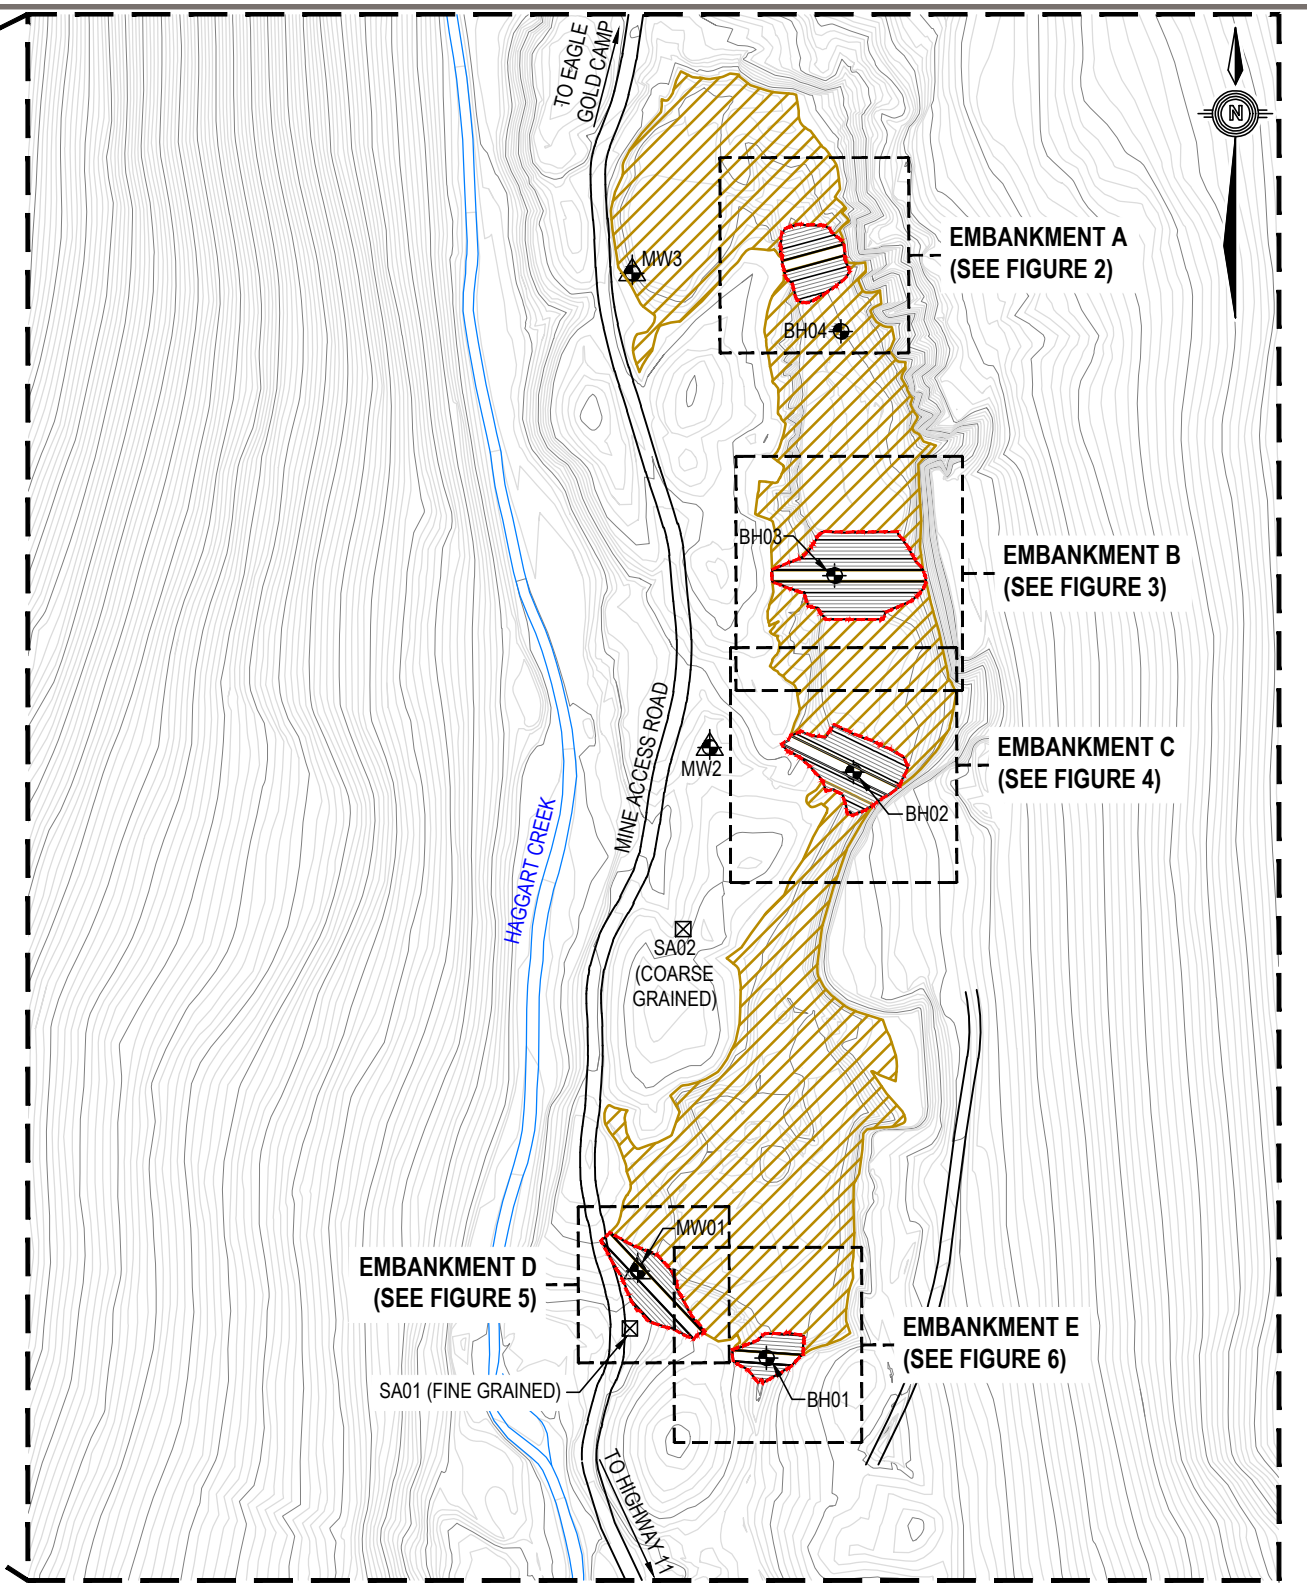 TO EAGLE
GOLD CAMP
N
EMBANKMENT A
(SEE FIGURE 2)
MW3
BH04
BH03
EMBANKMENT B
(SEE FIGURE 3)
MINE ACCESS ROAD
MW2
EMBANKMENT C
(SEE FIGURE 4)
BH02
HAGGART CREEK
SA02
(COARSE
GRAINED)
MW01
EMBANKMENT D
(SEE FIGURE 5)
EMBANKMENT E
(SEE FIGURE 6)
SA01 (FINE GRAINED)
BH01
TO HIGHWAY 11